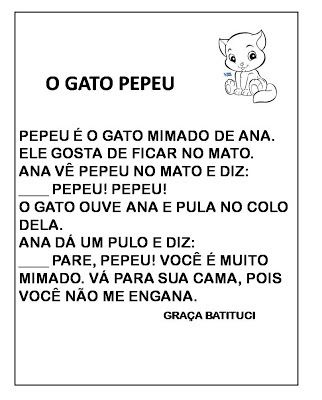 O GATO PEPEU
PEPEU É O GATO MIMADO DE ANA.
ELE GOSTA DE FICAR NO MATO.
ANA VÊ PEPEU NO MATO E DIZ:
____ PEPEU! PEPEU!
O GATO OUVE ANA E PULA NO COLO
DELA.
ANA DÁ UM PULO E DIZ:
____ PARE, PEPEU! VOCÊ É MUITO
MIMADO. VÁ PARA SUA CAMA, POIS
VOCÊ NÃO ME ENGANA.
GRAÇA BATITUCI